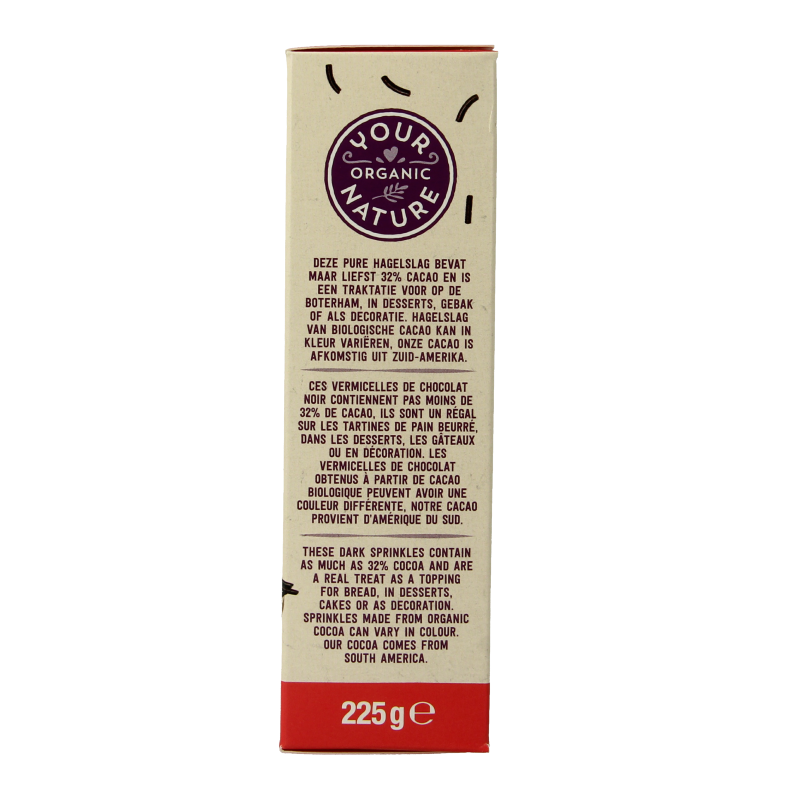 YOUR
ORGANIC
NATURE
DEZE PURE HAGELSLAG BEVAT
MAAR LIEFST 32% CACAO EN IS
EEN TRAKTATIE VOOR OP DE
BOTERHAM, IN DESSERTS, GEBAK
OF ALS DECORATIE. HAGELSLAG
VAN BIOLOGISCHE CACAO KAN IN
KLEUR VARIËREN, ONZE CACAO IS
AFKOMSTIG UIT ZUID-AMERIKA.
CES VERMICELLES DE CHOCOLAT
NOIR CONTIENNENT PAS MOINS DE
32% DE CACAO, ILS SONT UN RÉGAL
SUR LES TARTINES DE PAIN BEURRÉ,
DANS LES DESSERTS, LES GÂTEAUX
OU EN DÉCORATION. LES
VERMICELLES DE CHOCOLAT
OBTENUS À PARTIR DE CACAO
BIOLOGIQUE PEUVENT AVOIR UNE
COULEUR DIFFÉRENTE, NOTRE CACAO
PROVIENT D'AMÉRIQUE DU SUD.
THESE DARK SPRINKLES CONTAIN
AS MUCH AS 32% COCOA AND ARE
A REAL TREAT AS A TOPPING
FOR BREAD, IN DESSERTS,
CAKES OR AS DECORATION.
SPRINKLES MADE FROM ORGANIC
COCOA CAN VARY IN COLOUR.
OUR COCOA COMES FROM
SOUTH AMERICA.
225g℮